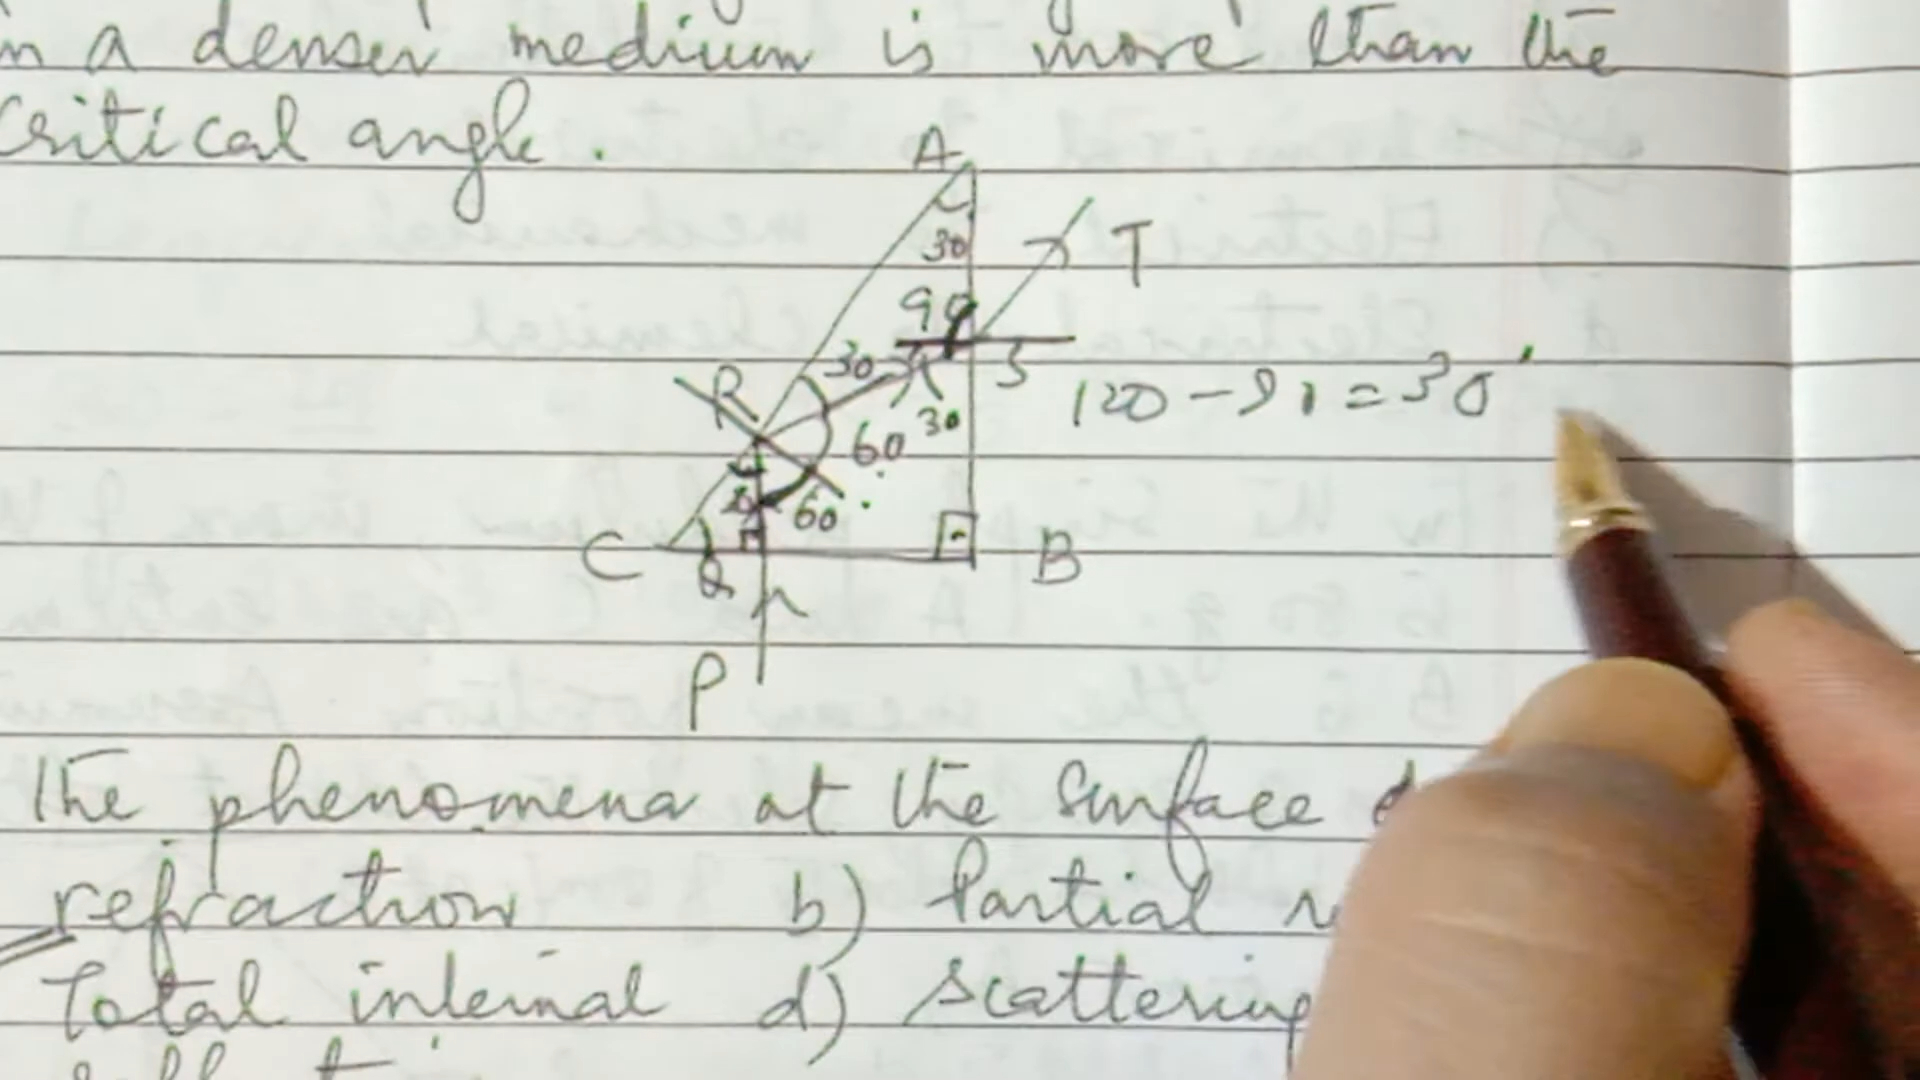 in a denser medium is more than the
critical angle.
A
30
T
90
30
S
R
30
120 - 91 = 30°
60
60
C
Q
B
P
The phenomena at the surface
refraction b) Partial
Total internal d) scattering